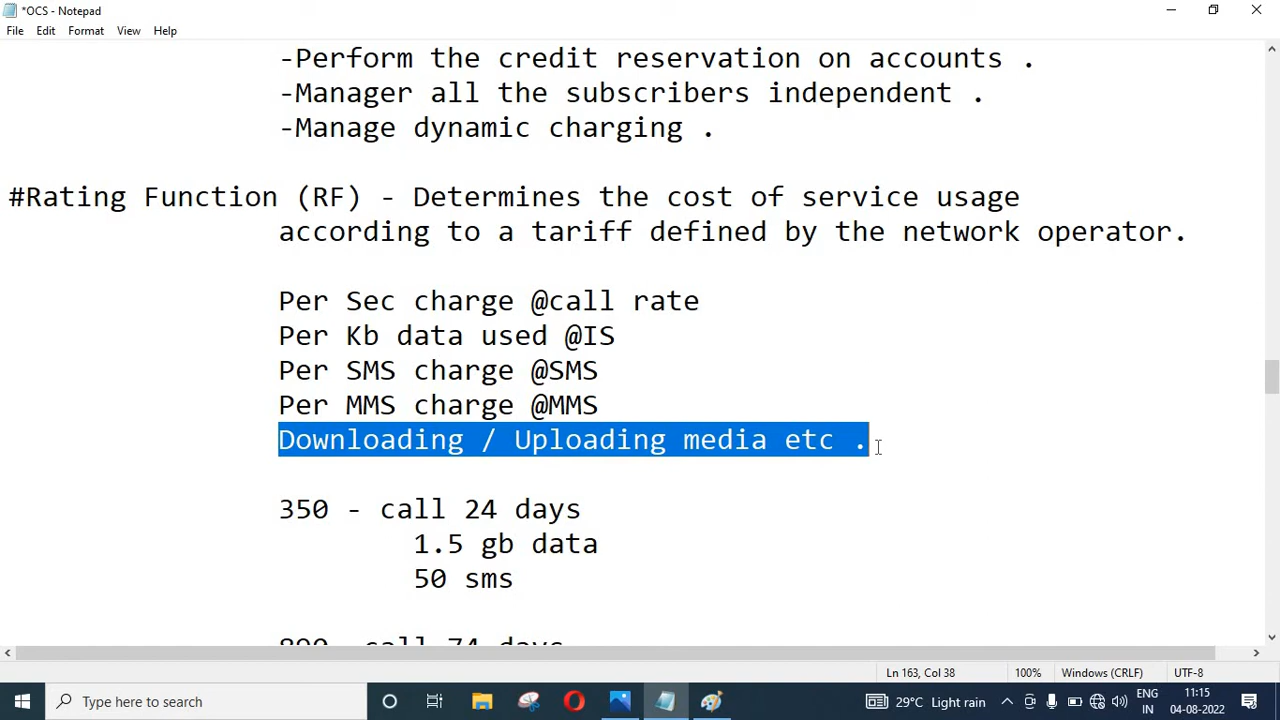 *OCS - Notepad
File Edit Format View Help
-Perform the credit reservation on accounts .
-Manager all the subscribers independent .
-Manage dynamic charging .
#Rating Function (RF) - Determines the cost of service usage
according to a tariff defined by the network operator.
Per Sec charge @call rate
Per Kb data used @IS
Per SMS charge @SMS
Per MMS charge @MMS
Downloading / Uploading media etc .
350 - call 24 days
1.5 gb data
50 sms
Ln 163, Col 38 100% Windows (CRLF) UTF-8
Type here to search
29°C Light rain
ENG
IN
11:15
04-08-2022